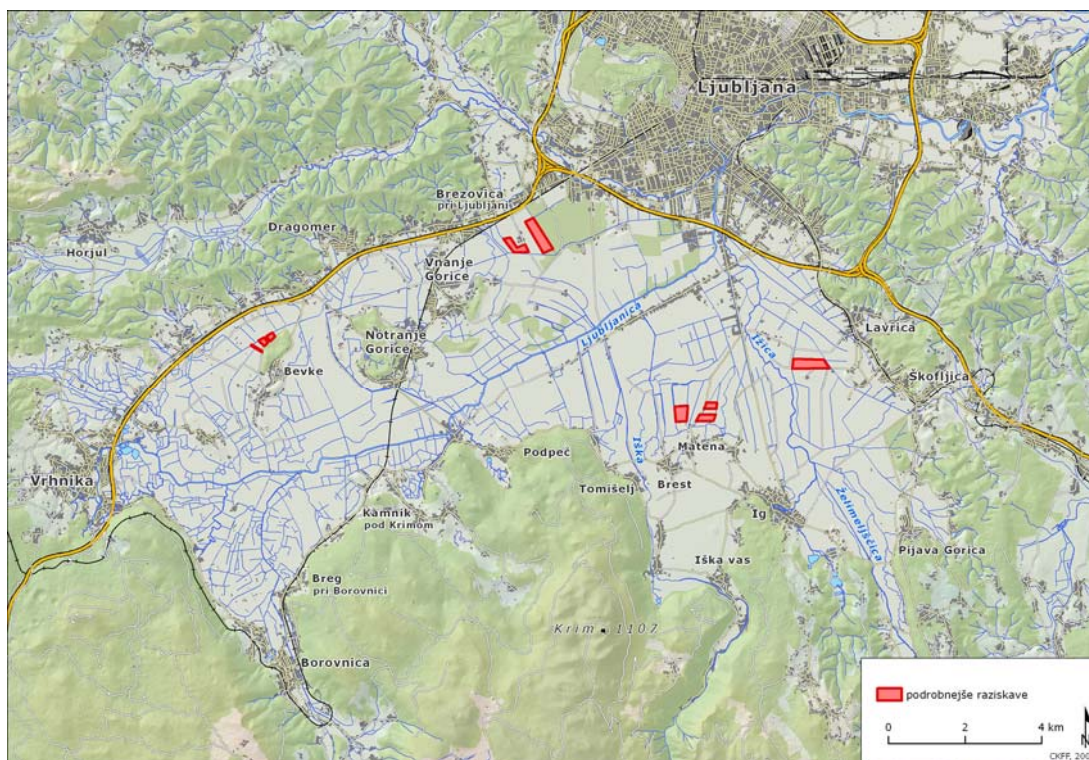 Ljubljana
Brezovica
pri Ljubljani
Dragomer
Horjul
Vnanje
Gorice
Ljubljanica
Notranje
Gorice
Bevke
Lavrica
Ižica
Škofljica
Podpeč
Iška
Matena
Vrhnika
Tomišelj
Brest
Kamnik
pod Krimom
Ig
Želimeljščica
Pijava Gorica
Breg
pri Borovnici
Iška vas
Krim 1107
Borovnica
podrobnejše raziskave
0 2 4 km
N
CKFF,